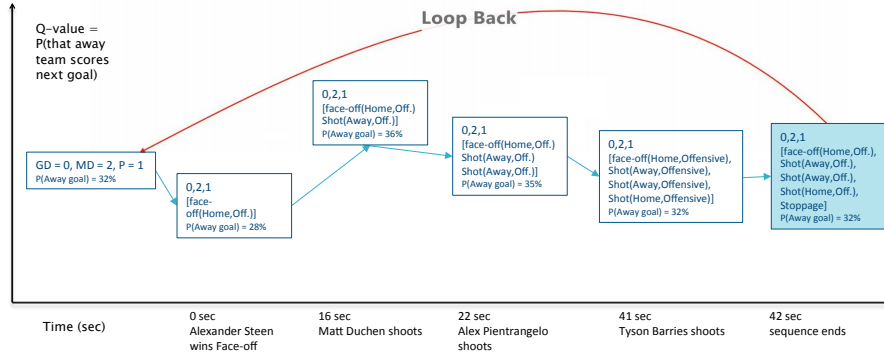 Loop Back
Q-value =
P(that away
team scores
next goal)
GD = 0, MD = 2, P = 1
P(Away goal) = 32%
0,2,1
[face-
off(Home,Off.)]
P(Away goal) = 28%
0,2,1
[face-off(Home,Off.)
Shot(Away,Off.)]
P(Away goal) = 36%
0,2,1
[face-off(Home,Off.)
Shot(Away,Off.)
Shot(Away,Off.)]
P(Away goal) = 35%
0,2,1
[face-off(Home,Offensive),
Shot(Away,Offensive),
Shot(Away,Offensive),
Shot(Home,Offensive)]
P(Away goal) = 32%
0,2,1
[face-off(Home,Off.),
Shot(Away,Off.),
Shot(Away,Off.),
Shot(Home,Off.),
Stoppage]
P(Away goal) = 32%
Time (sec)
0 sec
Alexander Steen
wins Face-off
16 sec
Matt Duchen shoots
22 sec
Alex Pientrangelo
shoots
41 sec
Tyson Barries shoots
42 sec
sequence ends